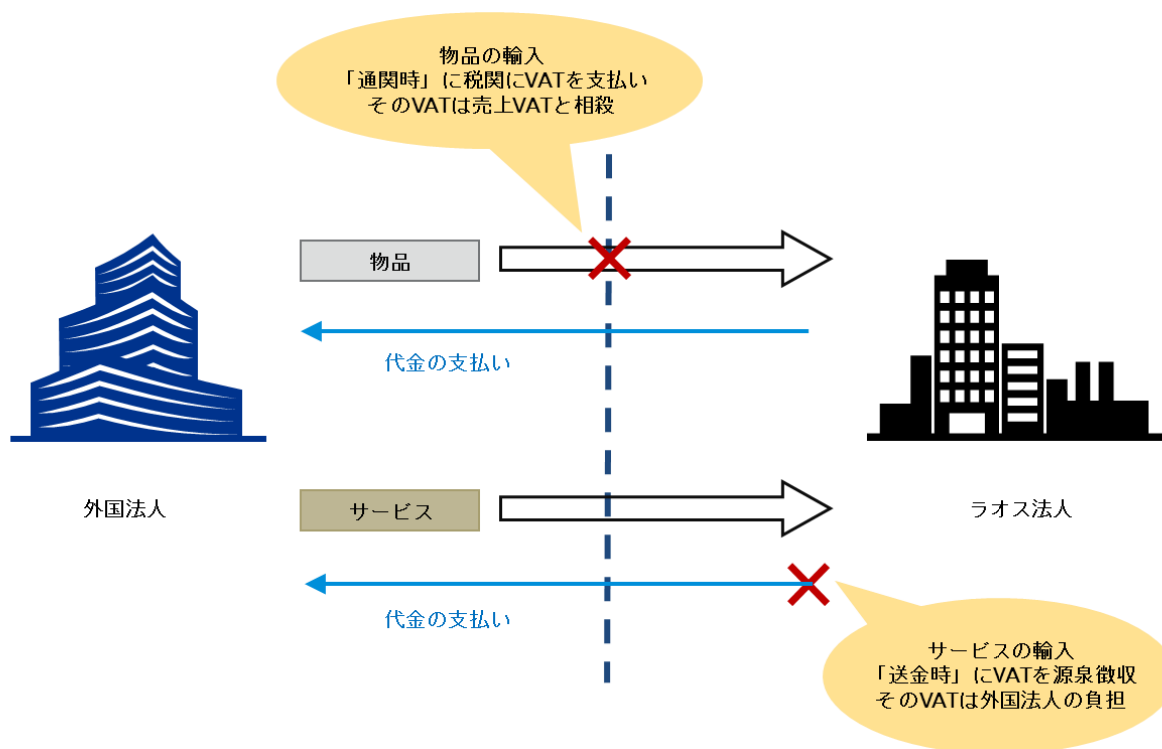 物品の輸入
「通関時」に税関にVATを支払い
そのVATは売上VATと相殺
物品
代金の支払い
外国法人
サービス
ラオス法人
代金の支払い
サービスの輸入
「送金時」にVATを源泉徴収
そのVATは外国法人の負担